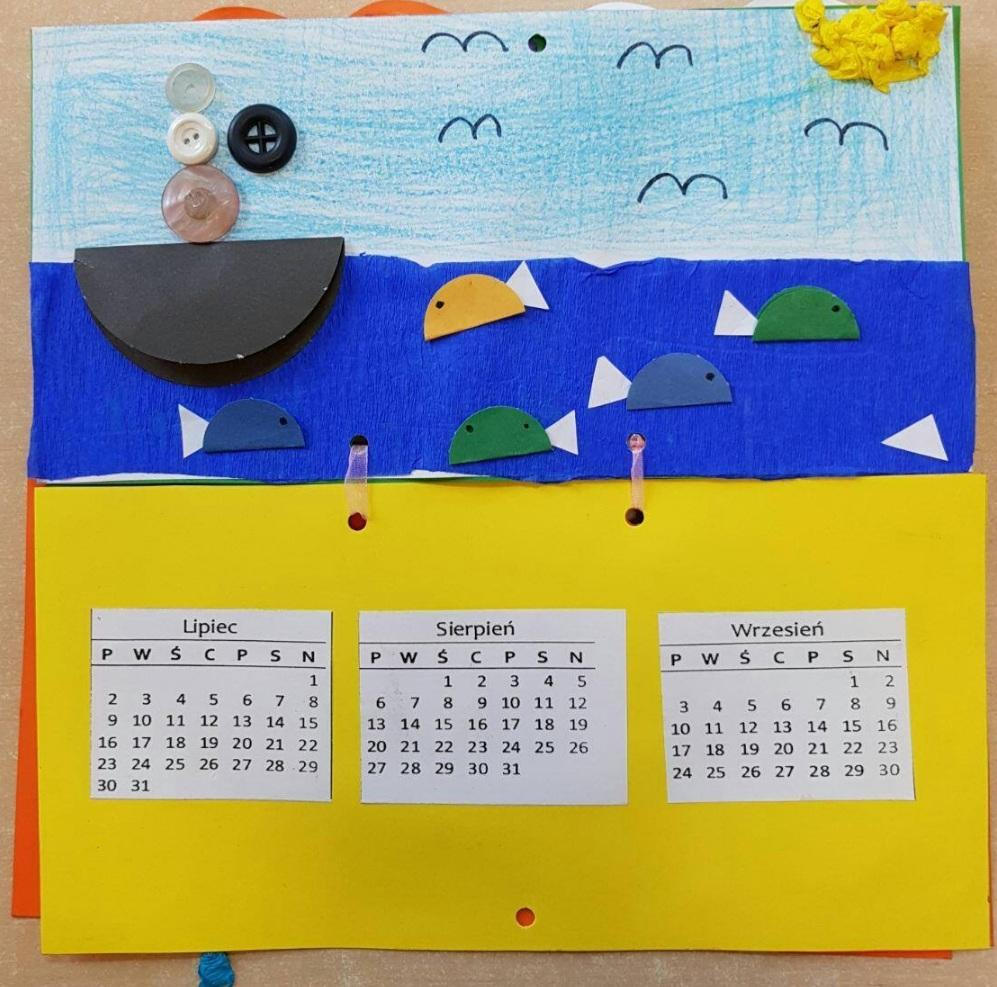 Lipiec
P W Ś C P S N
1
2 3 4 5 6 7 8
9 10 11 12 13 14 15
16 17 18 19 20 21 22
23 24 25 26 27 28 29
30 31
Sierpień
P W Ś C P S N
1 2 3 4 5
6 7 8 9 10 11 12
13 14 15 16 17 18 19
20 21 22 23 24 25 26
27 28 29 30 31
Wrzesień
P W Ś C P S N
1 2
3 4 5 6 7 8 9
10 11 12 13 14 15 16
17 18 19 20 21 22 23
24 25 26 27 28 29 30